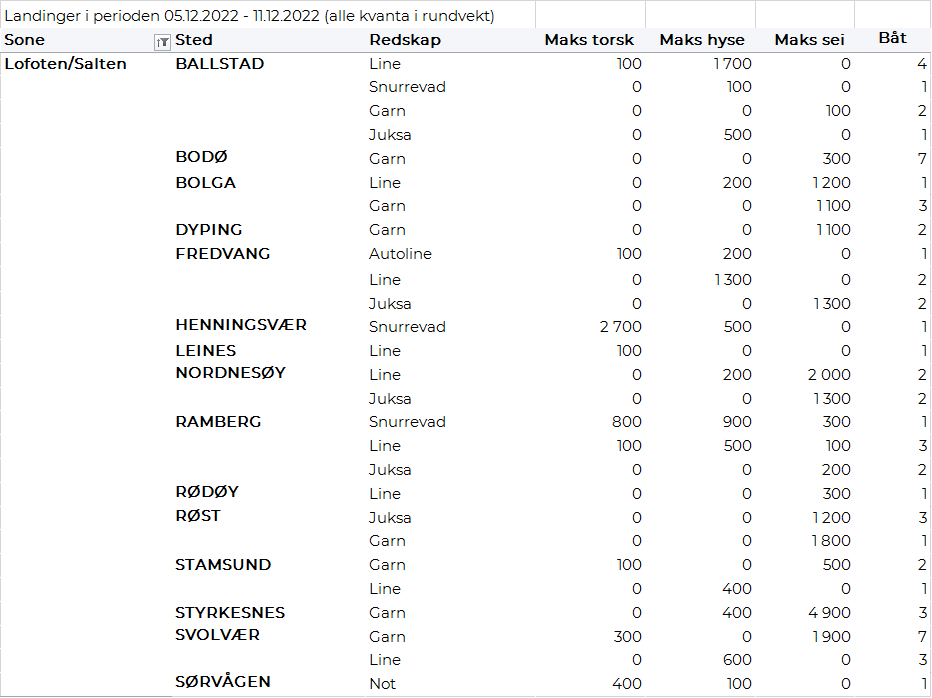 Landinger i perioden 05.12.2022 - 11.12.2022 (alle kvanta i rundvekt)
Sone Sted Redskap Maks torsk Maks hyse Maks sei Båt
Lofoten/Salten BALLSTAD Line 100 1 700 0 4
Snurrevad 0 100 0 1
Garn 0 0 100 2
Juksa 0 500 0 1
BODØ Garn 0 0 300 7
BOLGA Line 0 200 1 200 1
Garn 0 0 1 100 3
DYPING Garn 0 0 1 100 2
FREDVANG Autoline 100 200 0 1
Line 0 1 300 0 2
Juksa 0 0 1 300 2
HENNINGSVÆR Snurrevad 2 700 500 0 1
LEINES Line 100 0 0 1
NORDNESØY Line 0 200 2 000 2
Juksa 0 0 1 300 2
RAMBERG Snurrevad 800 900 300 1
Line 100 500 100 3
Juksa 0 0 200 2
RØDØY Line 0 0 300 1
RØST Juksa 0 0 1 200 3
Garn 0 0 1 800 1
STAMSUND Garn 100 0 500 2
Line 0 400 0 1
STYRKESNES Garn 0 400 4 900 3
SVOLVÆR Garn 300 0 1 900 7
Line 0 600 0 3
SØRVÅGEN Not 400 100 0 1